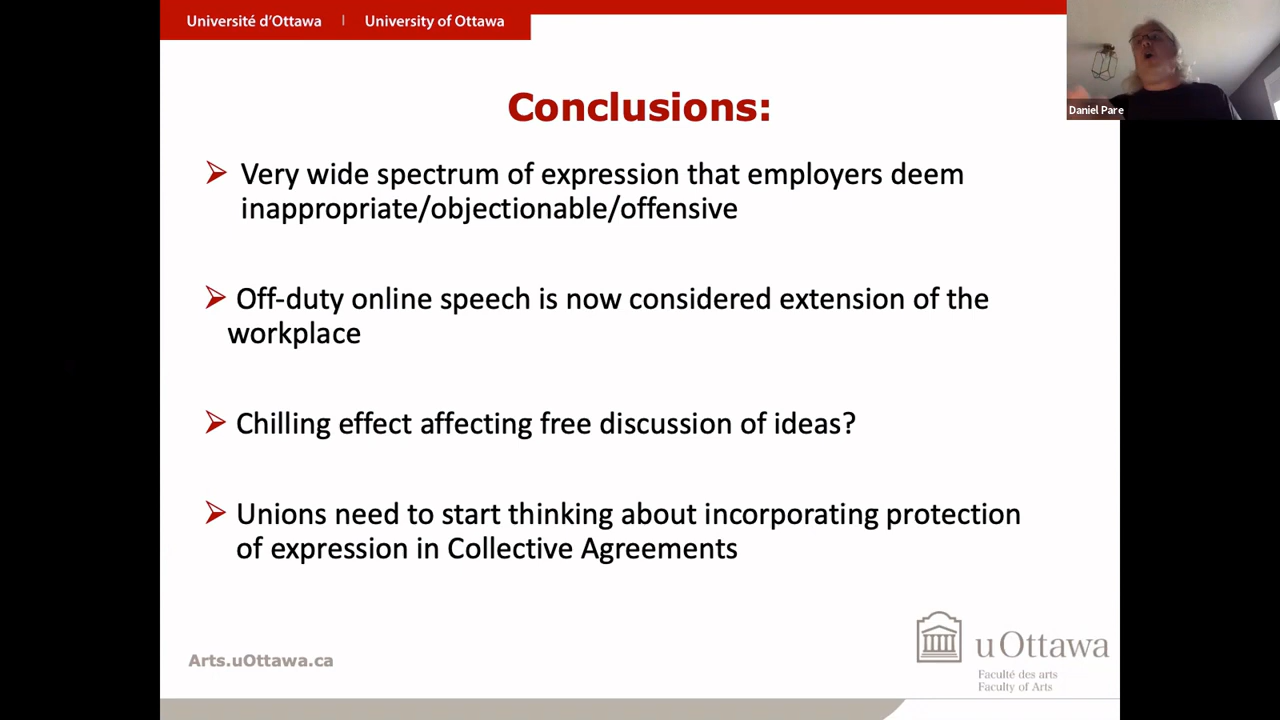 Université d'Ottawa | University of Ottawa
Daniel Pare
Conclusions:
Very wide spectrum of expression that employers deem
inappropriate/objectionable/offensive
Off-duty online speech is now considered extension of the
workplace
Chilling effect affecting free discussion of ideas?
Unions need to start thinking about incorporating protection
of expression in Collective Agreements
Arts.uOttawa.ca
uOttawa
Faculté des arts
Faculty of Arts